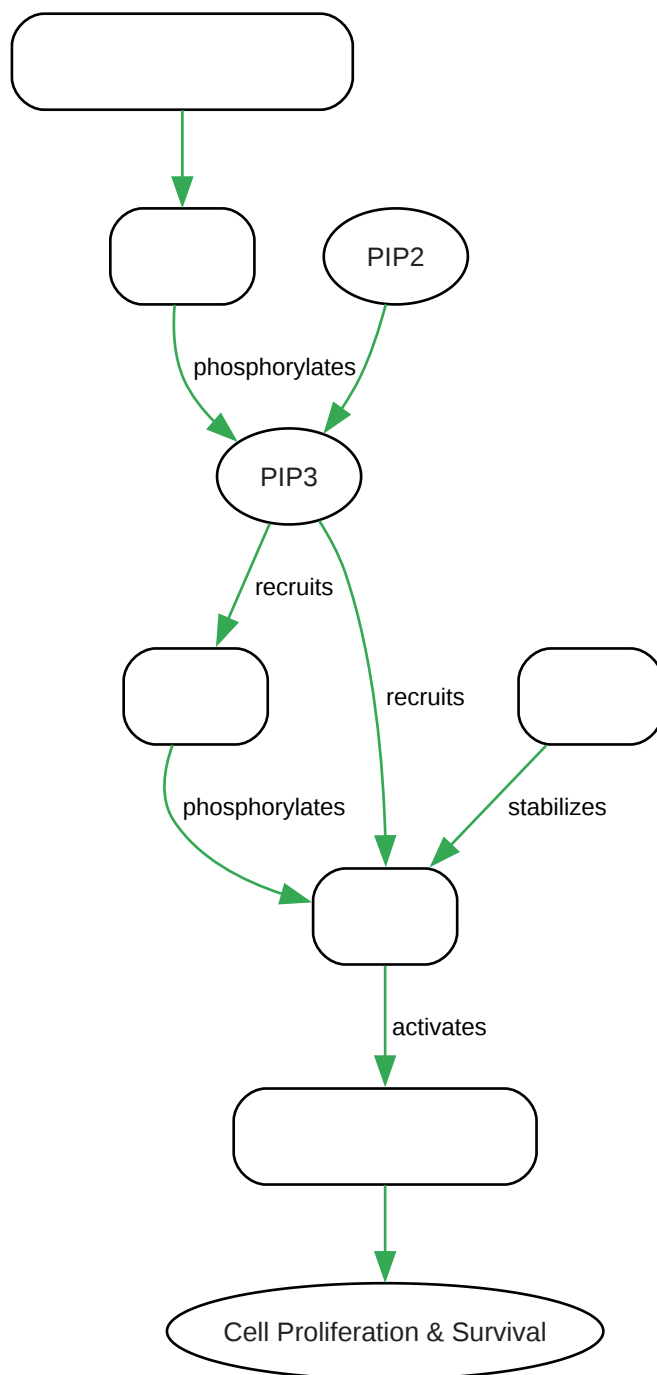 PIP2
phosphorylates
PIP3
recruits
recruits
phosphorylates
stabilizes
activates
Cell Proliferation & Survival